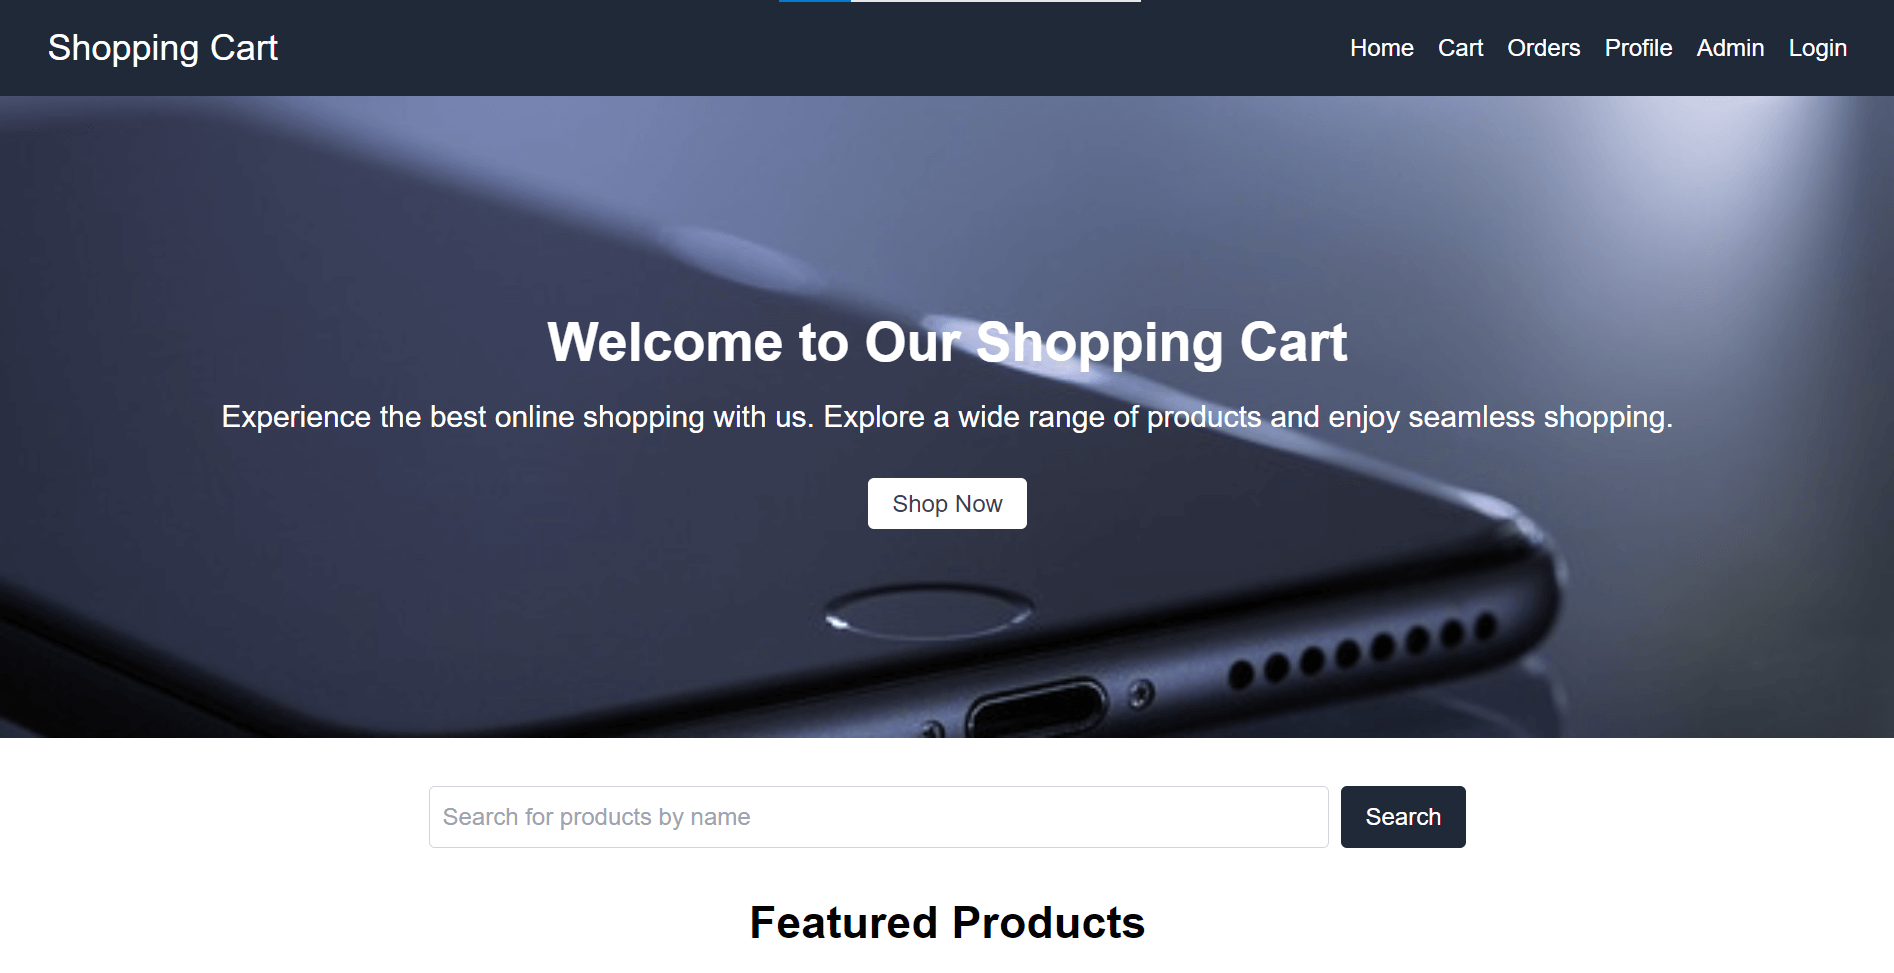 Shopping Cart
Home Cart Orders Profile Admin Login
Welcome to Our Shopping Cart
Experience the best online shopping with us. Explore a wide range of products and enjoy seamless shopping.
Shop Now
Search for products by name
Search
Featured Products